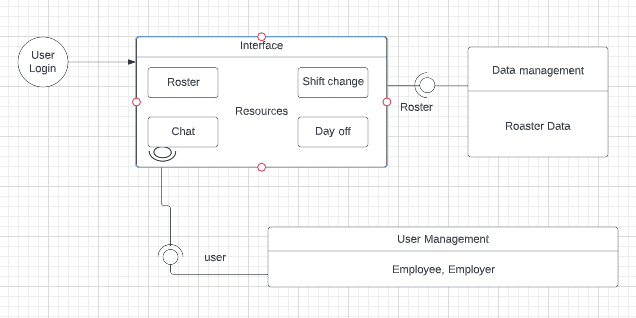 User
Login
Interface
Roster
Shift change
Resources
Chat
Day off
Roster
Data management
Roaster Data
user
User Management
Employee, Employer